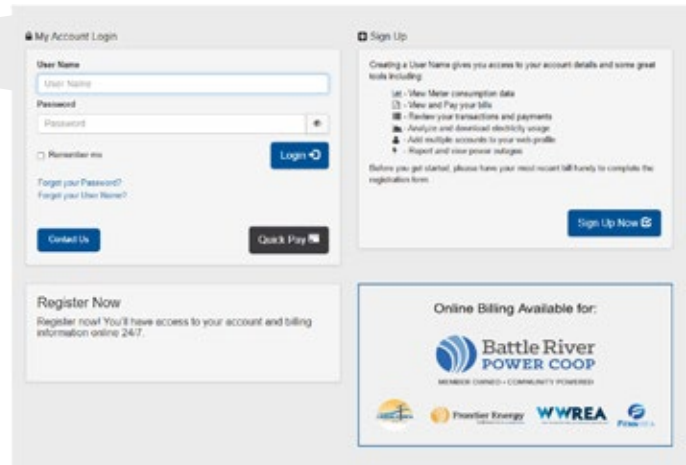 My Account Login
User Name
User Name
Password
Password
Remember me
Login
Forgot your Password?
Forgot your User Name?
Contact Us
Quick Pay
Sign Up
Creating a User Name gives you access to your account details and some great
tools including:
- View Meter consumption data
- View and Pay your bills
- Review your transactions and payments
- Analyze and download electricity usage
- Add multiple accounts to your web profile
- Report and view power outages
Before you get started, please have your most recent bill handy to complete the
registration form.
Sign Up Now
Register Now
Register now! You'll have access to your account and billing
information online 24/7.
Online Billing Available for:
Battle River
POWER COOP
MEMBER OWNED • COMMUNITY POWERED
Frontier Energy
WWREA